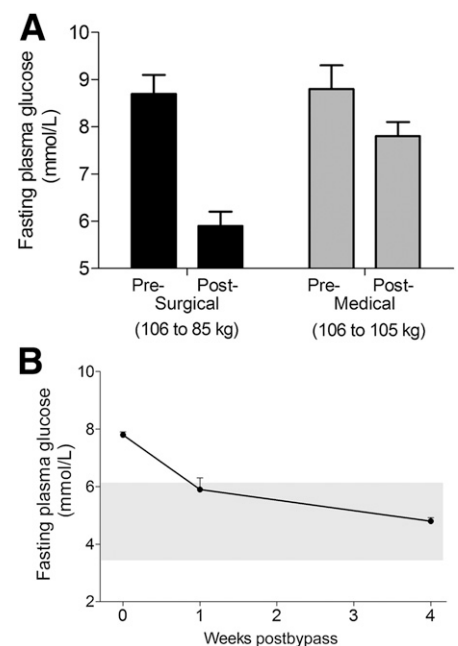 A
Fasting plasma glucose
(mmol/L)
10
9
8
7
6
5
Pre- Post- Pre- Post-
Surgical Medical
(106 to 85 kg) (106 to 105 kg)
B
Fasting plasma glucose
(mmol/L)
10
8
6
4
2
0 1 2 3 4
Weeks postbypass